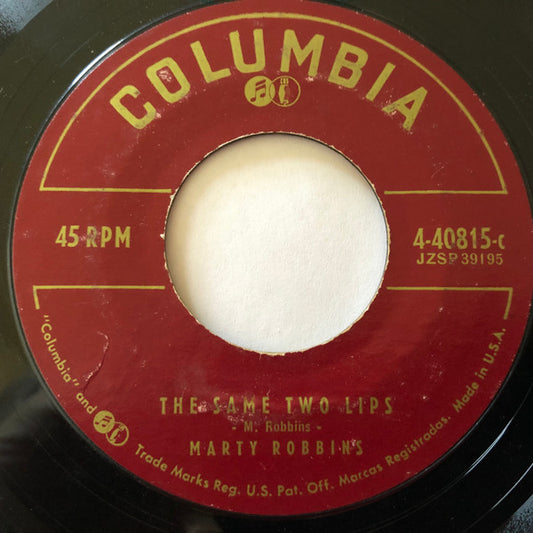 COLUMBIA
45 RPM
4-40815-c
JZSP 39195
THE SAME TWO LIPS
- M. Robbins -
MARTY ROBBINS
"Columbia" and Trade Marks Reg. U.S. Pat. Off. Marcas Registradas. Made in U.S.A.